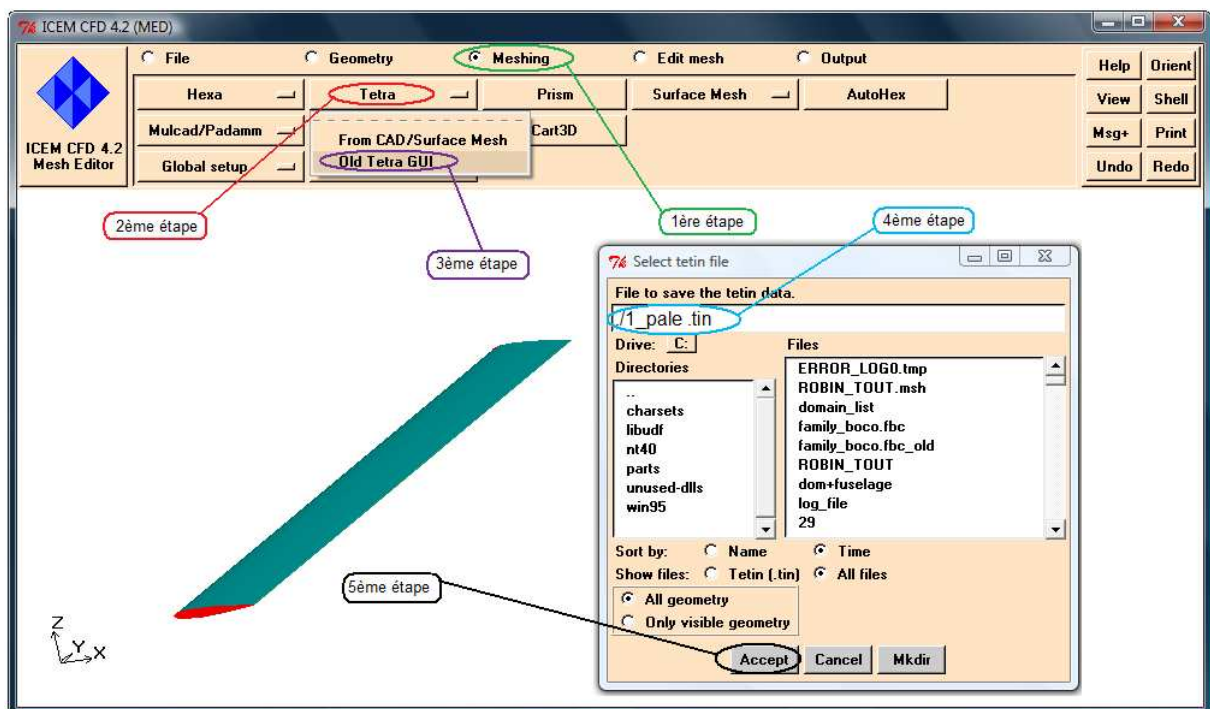 ICEM CFD 4.2 (MED)
File Geometry Meshing Edit mesh Output
Hexa Tetra Prism Surface Mesh AutoHex
Mulcad/Padamm Cart3D
From CAD/Surface Mesh
Old Tetra GUI
Global setup
ICEM CFD 4.2
Mesh Editor
Help Orient
View Shell
Msg+ Print
Undo Redo
2ème étape
1ère étape
4ème étape
3ème étape
Select tetin file
File to save the tetin data.
./1_pale .tin
Drive: C:
Directories
..
charsets
libudf
nt40
parts
unused-dlls
win95
Files
ERROR_LOG0.tmp
ROBIN_TOUT.msh
domain_list
family_boco.fbc
family_boco.fbc_old
ROBIN_TOUT
dom+fuselage
log_file
29
Sort by: Name Time
Show files: Tetin (.tin) All files
All geometry
Only visible geometry
Accept Cancel Mkdir
5ème étape
Z
Y
X